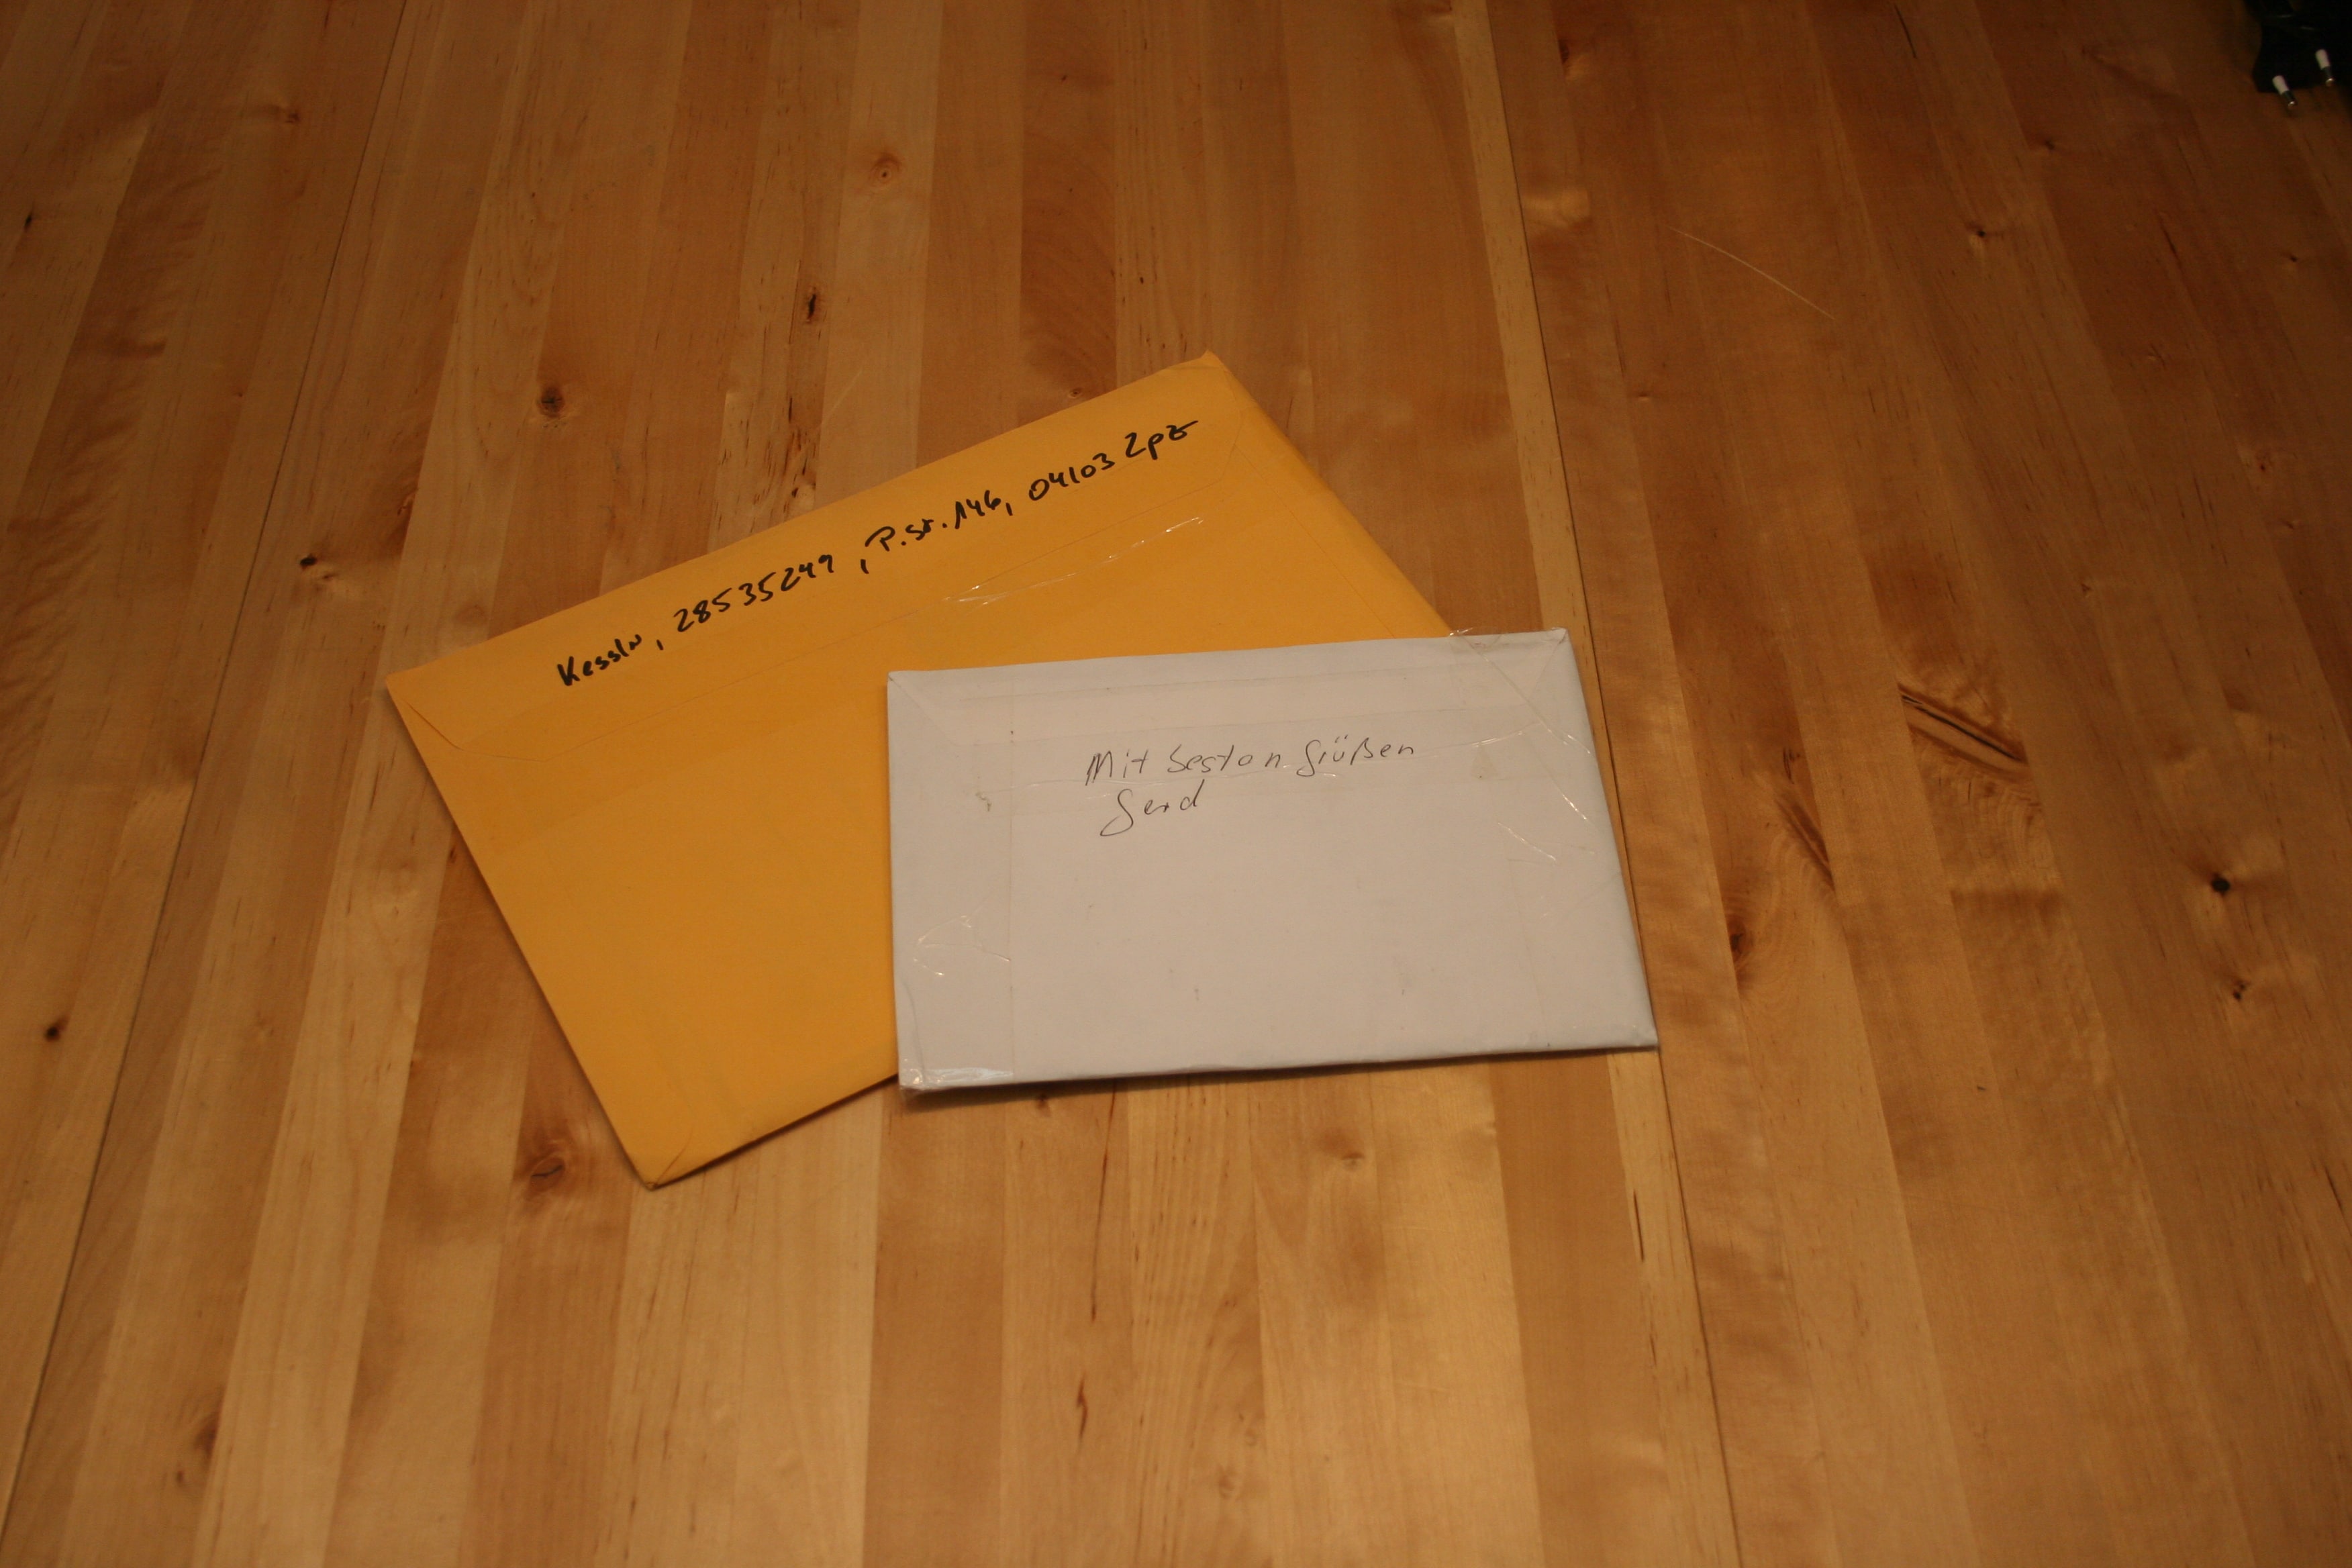 Kessler, 28535249, P.st. 146, 04103 Lpz
Mit besten Grüßen
Gerd